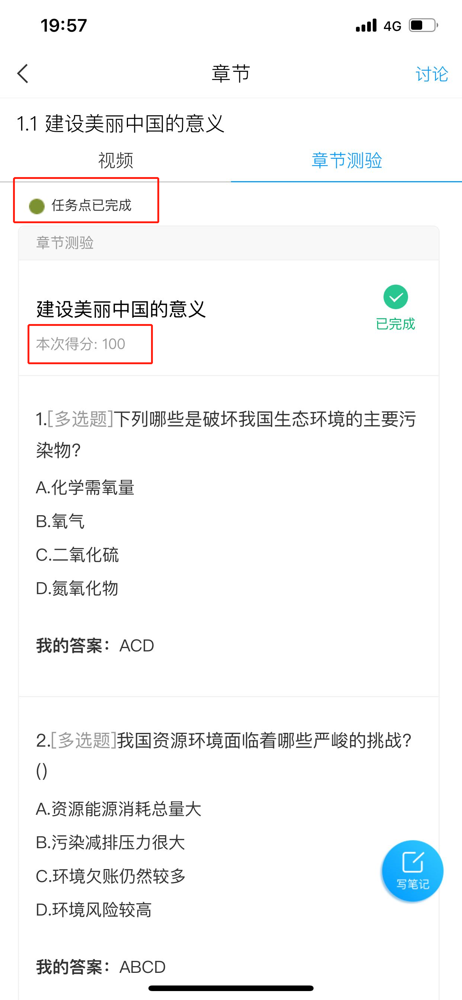 19:57
4G
章节
讨论
1.1 建设美丽中国的意义
视频
章节测验
任务点已完成
章节测验
建设美丽中国的意义
已完成
本次得分: 100
1.[多选题]下列哪些是破坏我国生态环境的主要污
染物?
A.化学需氧量
B.氧气
C.二氧化硫
D.氮氧化物
我的答案：ACD
2.[多选题]我国资源环境面临着哪些严峻的挑战?
()
A.资源能源消耗总量大
B.污染减排压力很大
C.环境欠账仍然较多
D.环境风险较高
写笔记
我的答案：ABCD